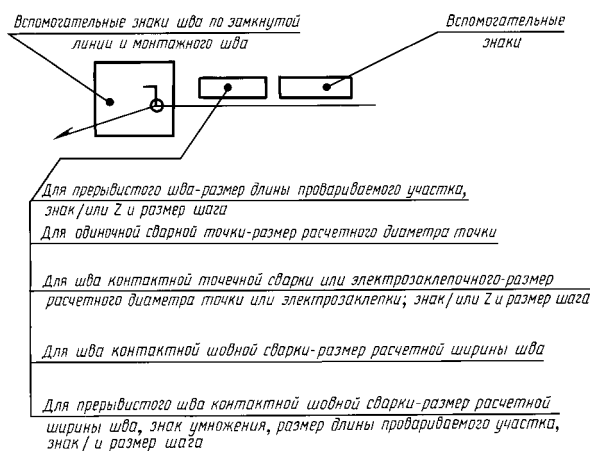 Вспомогательные знаки шва по замкнутой
линии и монтажного шва
Вспомогательные
знаки
Для прерывистого шва-размер длины провариваемого участка,
знак / или Z и размер шага
Для одиночной сварной точки-размер расчетного диаметра точки
Для шва контактной точечной сварки или электрозаклепочного-размер
расчетного диаметра точки или электрозаклепки; знак / или Z и размер шага
Для шва контактной шовной сварки-размер расчетной ширины шва
Для прерывистого шва контактной шовной сварки-размер расчетной
ширины шва, знак умножения, размер длины провариваемого участка,
знак / и размер шага